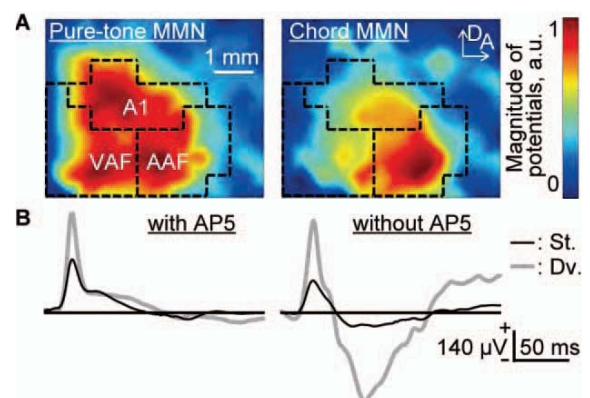 A
Pure-tone MMN
Chord MMN
1 mm
D
A
A1
VAF
AAF
1
0
Magnitude of
potentials, a.u.
B
with AP5
without AP5
: St.
: Dv.
+
140 µV
-
50 ms